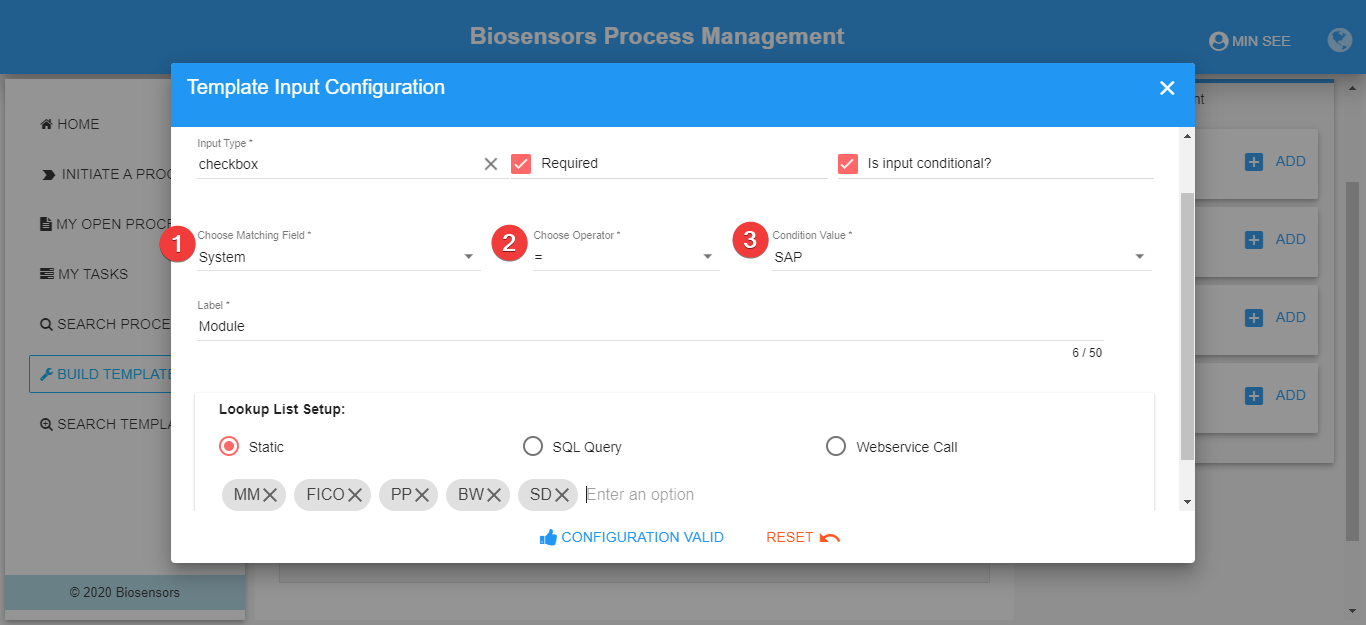 Biosensors Process Management
MIN SEE
Template Input Configuration
nt
HOME
INITIATE A PROC
MY OPEN PROCE
MY TASKS
SEARCH PROCE
BUILD TEMPLATE
SEARCH TEMPLA
© 2020 Biosensors
Input Type *
checkbox
Required
Is input conditional?
1
Choose Matching Field *
System
2
Choose Operator *
=
3
Condition Value *
SAP
Label *
Module
6 / 50
Lookup List Setup:
Static
SQL Query
Webservice Call
MM
FICO
PP
BW
SD
Enter an option
CONFIGURATION VALID
RESET
ADD
ADD
ADD
ADD